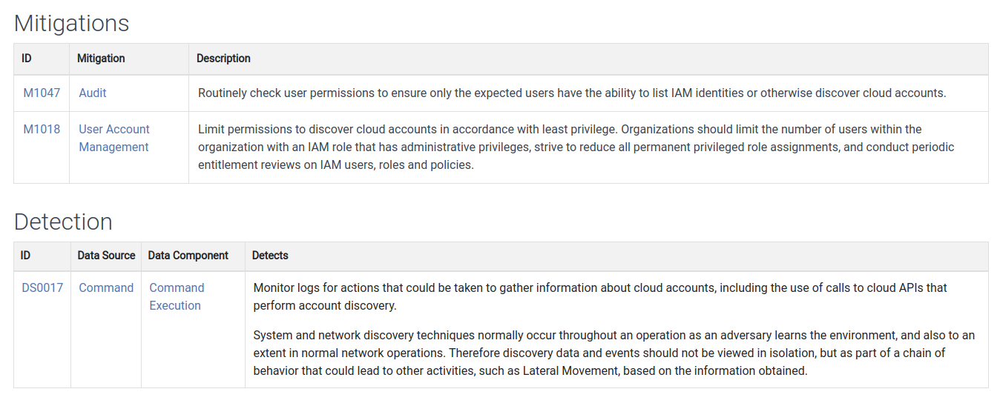 Mitigations
ID Mitigation Description
M1047 Audit Routinely check user permissions to ensure only the expected users have the ability to list IAM identities or otherwise discover cloud accounts.
M1018 User Account Limit permissions to discover cloud accounts in accordance with least privilege. Organizations should limit the number of users within the
Management organization with an IAM role that has administrative privileges, strive to reduce all permanent privileged role assignments, and conduct periodic
entitlement reviews on IAM users, roles and policies.
Detection
ID Data Source Data Component Detects
DS0017 Command Command Monitor logs for actions that could be taken to gather information about cloud accounts, including the use of calls to cloud APIs that
Execution perform account discovery.
System and network discovery techniques normally occur throughout an operation as an adversary learns the environment, and also to an
extent in normal network operations. Therefore discovery data and events should not be viewed in isolation, but as part of a chain of
behavior that could lead to other activities, such as Lateral Movement, based on the information obtained.